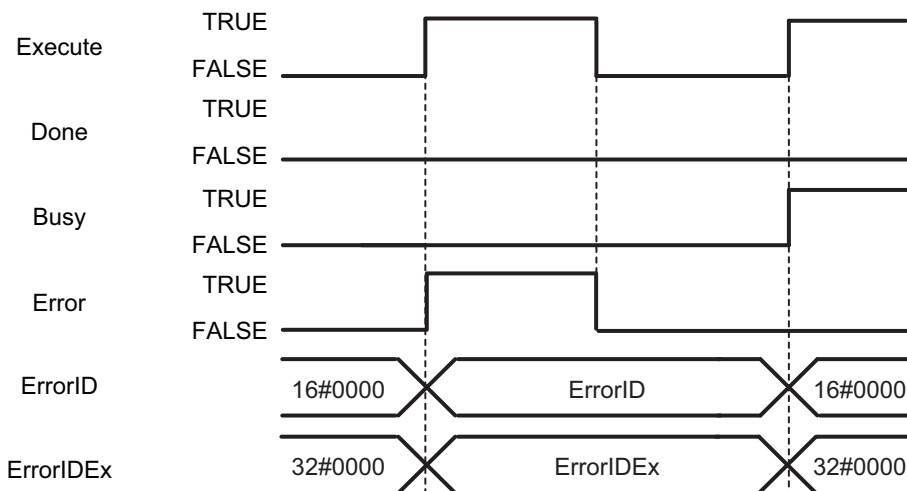 Execute
TRUE
FALSE
Done
TRUE
FALSE
Busy
TRUE
FALSE
Error
TRUE
FALSE
ErrorID
16#0000
ErrorID
16#0000
ErrorIDEx
32#0000
ErrorIDEx
32#0000